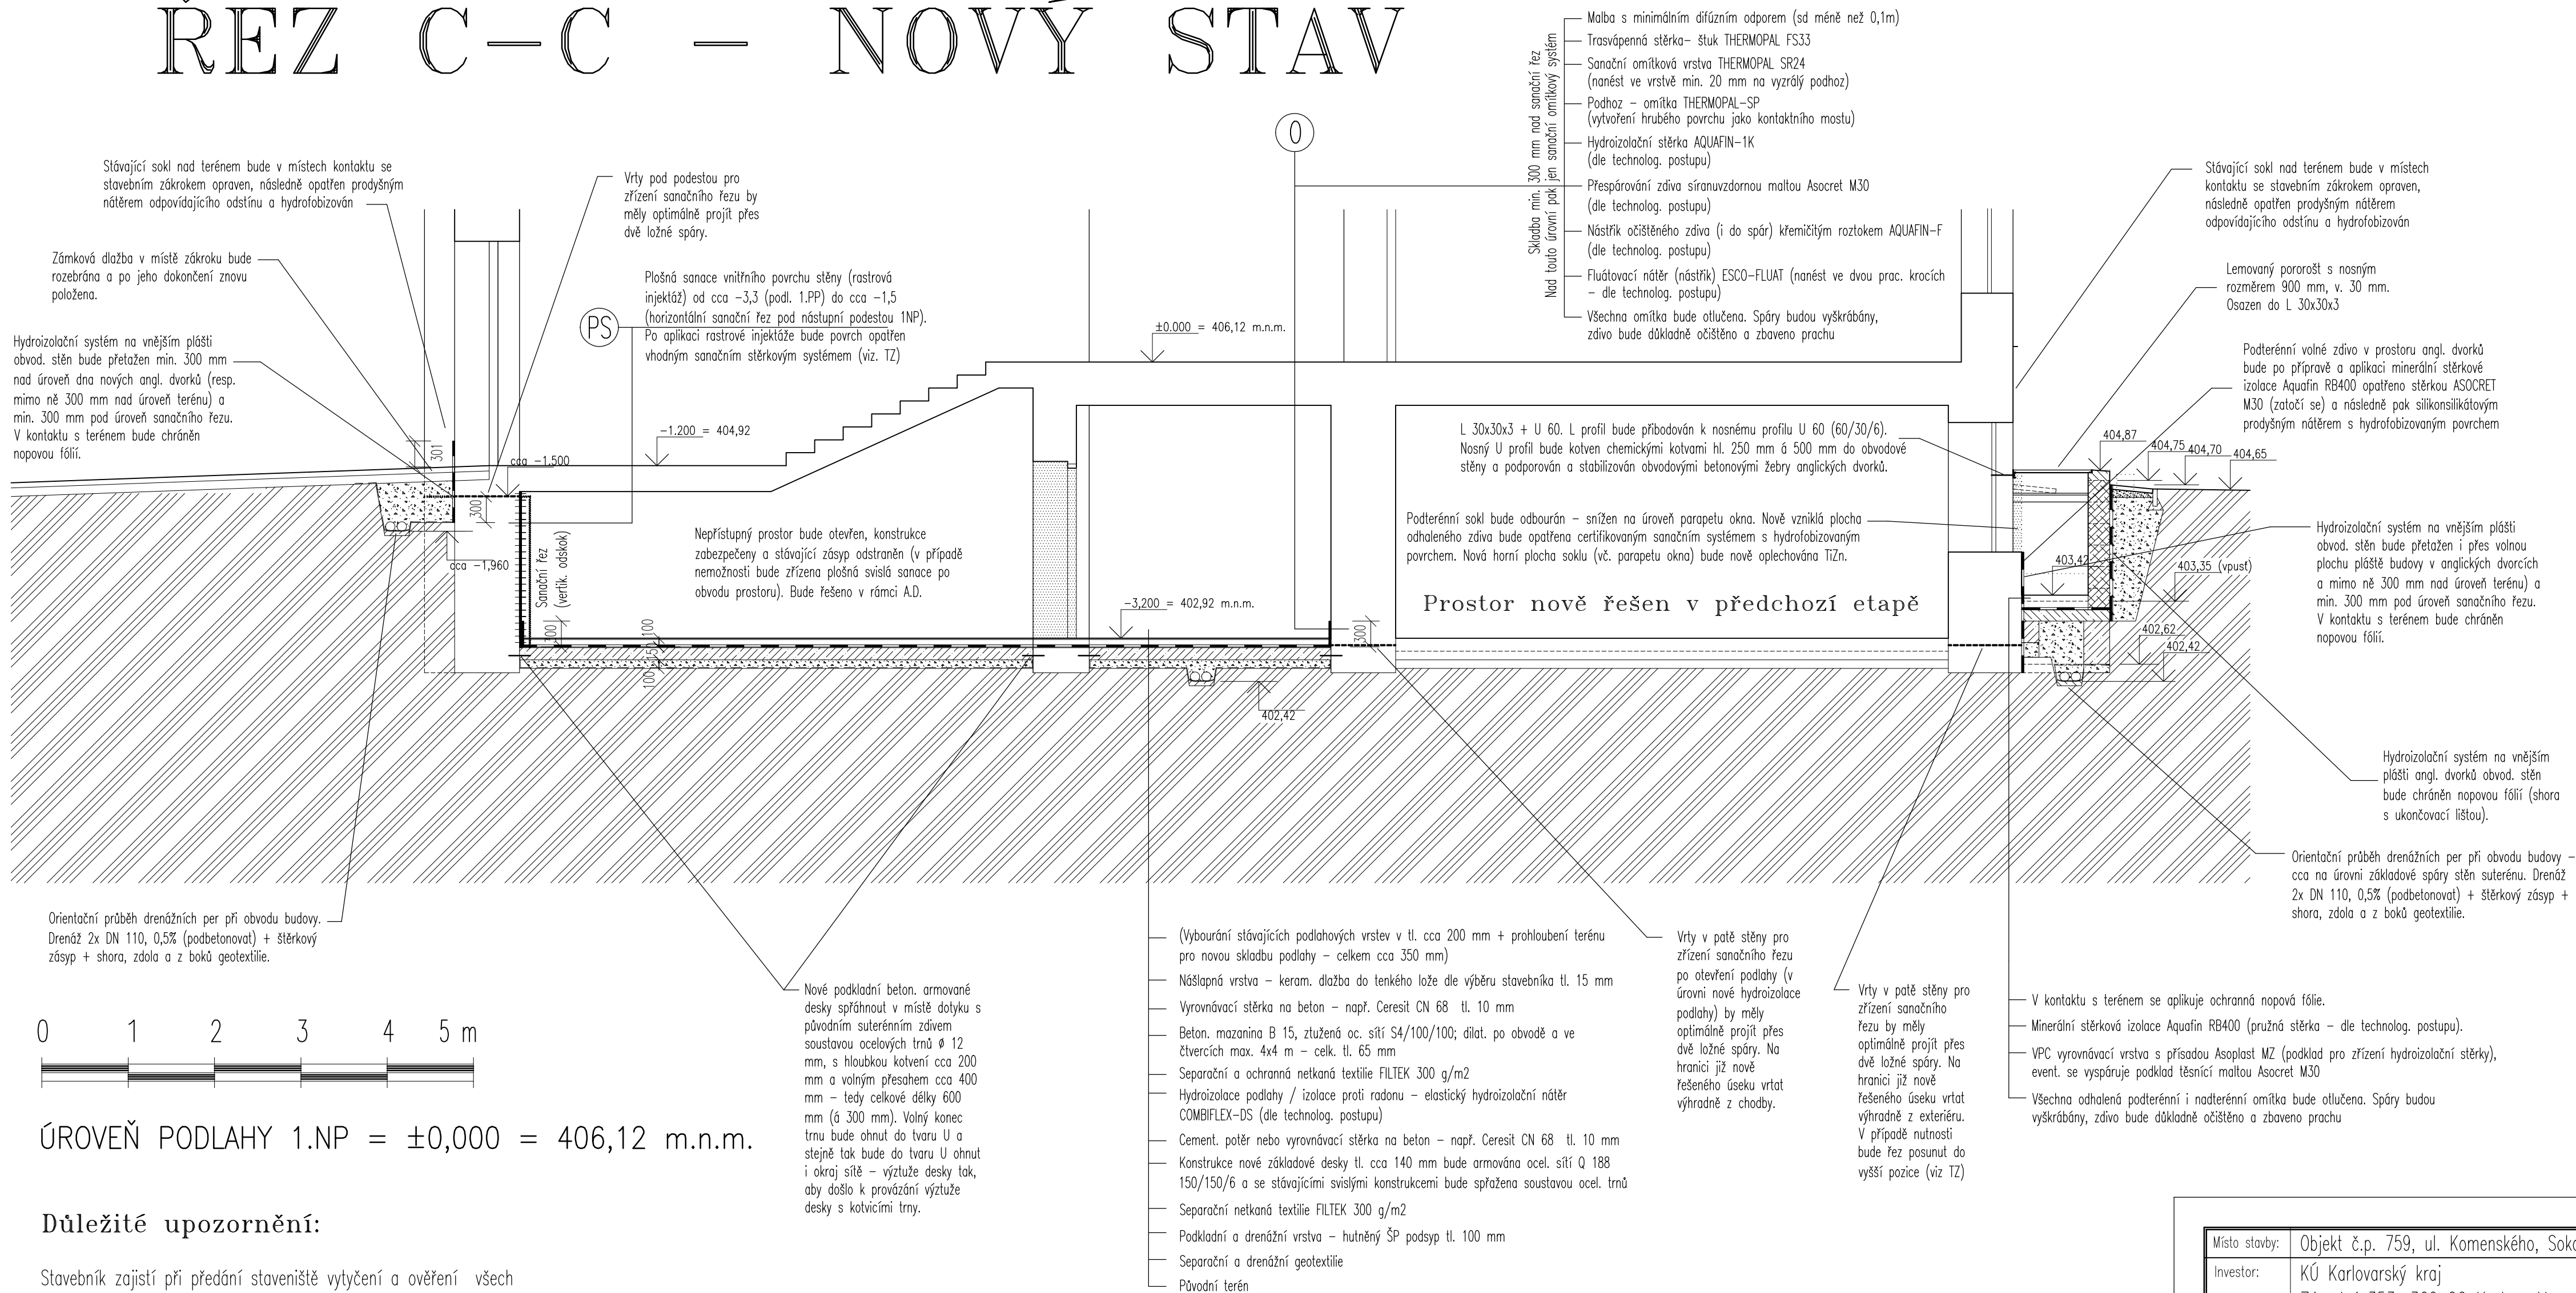 ŘEZ C-C - NOVÝ STAV
Skladba min. 300 mm nad sanační řez
Nad touto úrovní pak jen sanační omítkový systém
Malba s minimálním difúzním odporem (sd méně než 0,1m)
Trasvápenná stěrka- štuk THERMOPAL FS33
Sanační omítková vrstva THERMOPAL SR24
(nanést ve vrstvě min. 20 mm na vyzrálý podhoz)
Podhoz - omítka THERMOPAL-SP
(vytvoření hrubého povrchu jako kontaktního mostu)
Hydroizolační stěrka AQUAFIN-1K
(dle technolog. postupu)
Přespárování zdiva síranuvzdornou maltou Asocret M30
(dle technolog. postupu)
Nástřik očištěného zdiva (i do spár) křemičitým roztokem AQUAFIN-F
(dle technolog. postupu)
Fluátovací nátěr (nástřik) ESCO-FLUAT (nanést ve dvou prac. krocích
- dle technolog. postupu)
Všechna omítka bude otlučena. Spáry budou vyškrábány,
zdivo bude důkladně očištěno a zbaveno prachu
O
Stávající sokl nad terénem bude v místech kontaktu se
stavebním zákrokem opraven, následně opatřen prodyšným
nátěrem odpovídajícího odstínu a hydrofobizován
Zámková dlažba v místě zákroku bude
rozebrána a po jeho dokončení znovu
položena.
Hydroizolační systém na vnějším plášti
obvod. stěn bude přetažen min. 300 mm
nad úroveň dna nových angl. dvorků (resp.
mimo ně 300 mm nad úroveň terénu) a
min. 300 mm pod úroveň sanačního řezu.
V kontaktu s terénem bude chráněn
nopovou fólií.
Vrty pod podestou pro
zřízení sanačního řezu by
měly optimálně projít přes
dvě ložné spáry.
PS
Plošná sanace vnitřního povrchu stěny (rastrová
injektáž) od cca -3,3 (podl. 1.PP) do cca -1,5
(horizontální sanační řez pod nástupní podestou 1NP).
Po aplikaci rastrové injektáže bude povrch opatřen
vhodným sanačním stěrkovým systémem (viz. TZ)
±0.000 = 406,12 m.n.m.
-1.200 = 404,92
301
cca -1,500
300
cca -1,960
Sanační řez
(vertik. odskok)
Nepřístupný prostor bude otevřen, konstrukce
zabezpečeny a stávající zásyp odstraněn (v případě
nemožnosti bude zřízena plošná svislá sanace po
obvodu prostoru). Bude řešeno v rámci A.D.
-3,200 = 402,92 m.n.m.
300
100
150
100
300
402,42
L 30x30x3 + U 60. L profil bude přibodován k nosnému profilu U 60 (60/30/6).
Nosný U profil bude kotven chemickými kotvami hl. 250 mm á 500 mm do obvodové
stěny a podporován a stabilizován obvodovými betonovými žebry anglických dvorků.
Podterénní sokl bude odbourán - snížen na úroveň parapetu okna. Nově vzniklá plocha
odhaleného zdiva bude opatřena certifikovaným sanačním systémem s hydrofobizovaným
povrchem. Nová horní plocha soklu (vč. parapetu okna) bude nově oplechována TiZn.
Prostor nově řešen v předchozí etapě
Stávající sokl nad terénem bude v místech
kontaktu se stavebním zákrokem opraven,
následně opatřen prodyšným nátěrem
odpovídajícího odstínu a hydrofobizován
Lemovaný pororošt s nosným
rozměrem 900 mm, v. 30 mm.
Osazen do L 30x30x3
Podterénní volné zdivo v prostoru angl. dvorků
bude po přípravě a aplikaci minerální stěrkové
izolace Aquafin RB400 opatřeno stěrkou ASOCRET
M30 (zatočí se) a následně pak silikonsilikátovým
prodyšným nátěrem s hydrofobizovaným povrchem
404,87
404,75
404,70
404,65
403,42
403,35 (vpusť)
402,62
402,42
Hydroizolační systém na vnějším plášti
obvod. stěn bude přetažen i přes volnou
plochu pláště budovy v anglických dvorcích
a mimo ně 300 mm nad úroveň terénu) a
min. 300 mm pod úroveň sanačního řezu.
V kontaktu s terénem bude chráněn
nopovou fólií.
Hydroizolační systém na vnějším
plášti angl. dvorků obvod. stěn
bude chráněn nopovou fólií (shora
s ukončovací lištou).
Orientační průběh drenážních per při obvodu budovy -
cca na úrovni základové spáry stěn suterénu. Drenáž
2x DN 110, 0,5% (podbetonovat) + štěrkový zásyp +
shora, zdola a z boků geotextilie.
Orientační průběh drenážních per při obvodu budovy.
Drenáž 2x DN 110, 0,5% (podbetonovat) + štěrkový
zásyp + shora, zdola a z boků geotextilie.
0 1 2 3 4 5 m
ÚROVEŇ PODLAHY 1.NP = ±0,000 = 406,12 m.n.m.
Důležité upozornění:
Stavebník zajistí při předání staveniště vytyčení a ověření všech
Nové podkladní beton. armované
desky spřáhnout v místě dotyku s
původním suterénním zdivem
soustavou ocelových trnů ø 12
mm, s hloubkou kotvení cca 200
mm a volným přesahem cca 400
mm - tedy celkové délky 600
mm (á 300 mm). Volný konec
trnu bude ohnut do tvaru U a
stejně tak bude do tvaru U ohnut
i okraj sítě - výztuže desky tak,
aby došlo k provázání výztuže
desky s kotvicími trny.
(Vybourání stávajících podlahových vrstev v tl. cca 200 mm + prohloubení terénu
pro novou skladbu podlahy - celkem cca 350 mm)
Nášlapná vrstva - keram. dlažba do tenkého lože dle výběru stavebníka tl. 15 mm
Vyrovnávací stěrka na beton - např. Ceresit CN 68 tl. 10 mm
Beton. mazanina B 15, ztužená oc. sítí S4/100/100; dilat. po obvodě a ve
čtvercích max. 4x4 m - celk. tl. 65 mm
Separační a ochranná netkaná textilie FILTEK 300 g/m2
Hydroizolace podlahy / izolace proti radonu - elastický hydroizolační nátěr
COMBIFLEX-DS (dle technolog. postupu)
Cement. potěr nebo vyrovnávací stěrka na beton - např. Ceresit CN 68 tl. 10 mm
Konstrukce nové základové desky tl. cca 140 mm bude armována ocel. sítí Q 188
150/150/6 a se stávajícími svislými konstrukcemi bude spřažena soustavou ocel. trnů
Separační netkaná textilie FILTEK 300 g/m2
Podkladní a drenážní vrstva - hutněný ŠP podsyp tl. 100 mm
Separační a drenážní geotextilie
Původní terén
Vrty v patě stěny pro
zřízení sanačního řezu
po otevření podlahy (v
úrovni nové hydroizolace
podlahy) by měly
optimálně projít přes
dvě ložné spáry. Na
hranici již nově
řešeného úseku vrtat
výhradně z chodby.
Vrty v patě stěny pro
zřízení sanačního
řezu by měly
optimálně projít přes
dvě ložné spáry. Na
hranici již nově
řešeného úseku vrtat
výhradně z exteriéru.
V případě nutnosti
bude řez posunut do
vyšší pozice (viz TZ)
V kontaktu s terénem se aplikuje ochranná nopová fólie.
Minerální stěrková izolace Aquafin RB400 (pružná stěrka - dle technolog. postupu).
VPC vyrovnávací vrstva s přísadou Asoplast MZ (podklad pro zřízení hydroizolační stěrky),
event. se vyspáruje podklad těsnící maltou Asocret M30
Všechna odhalená podterénní i nadterénní omítka bude otlučena. Spáry budou
vyškrábány, zdivo bude důkladně očištěno a zbaveno prachu
Místo stavby: Objekt č.p. 759, ul. Komenského,
Investor: KÚ Karlovarský kraj